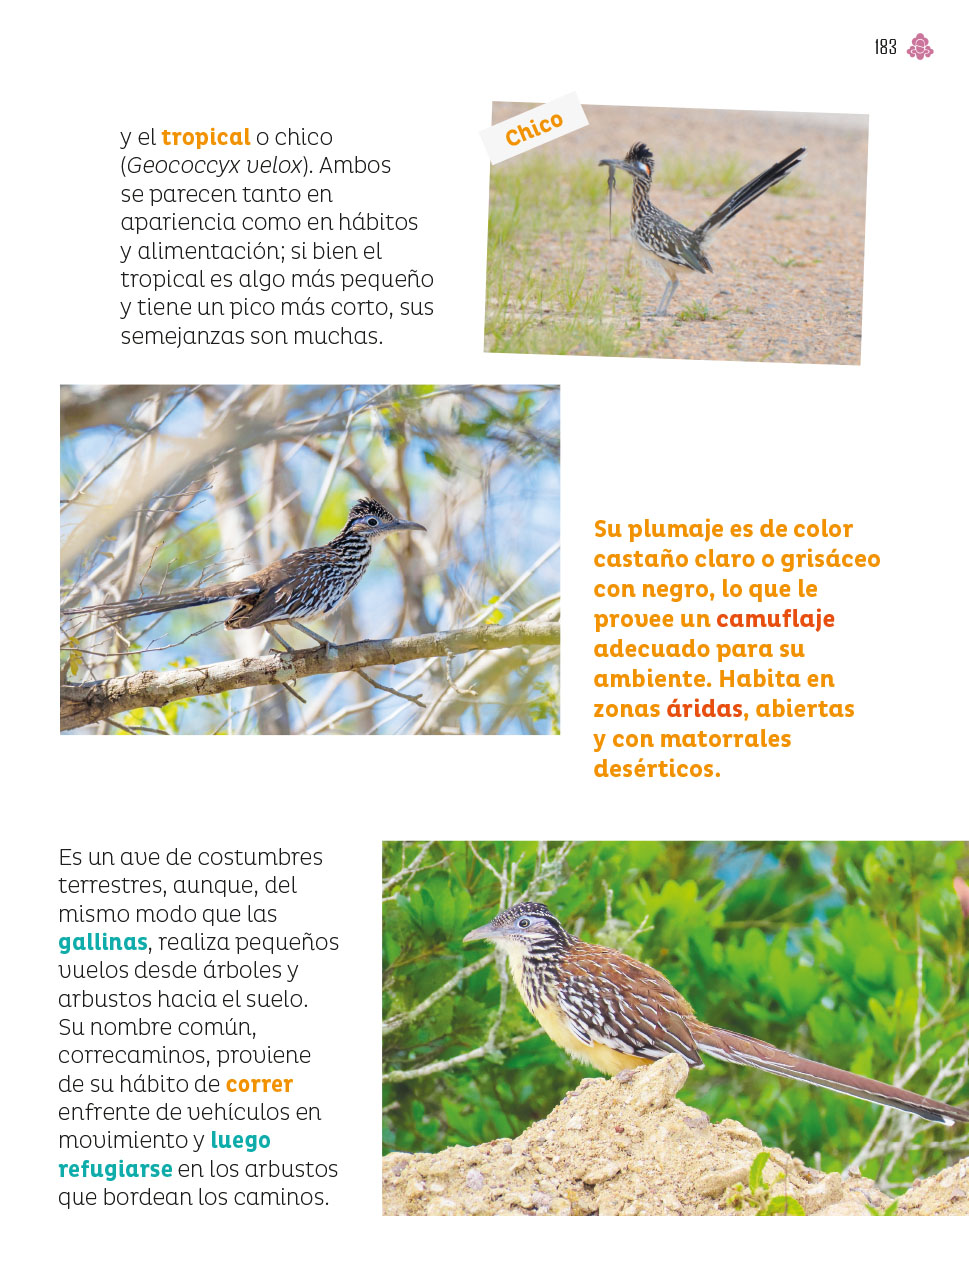 183
y el tropical o chico
(Geococcyx velox). Ambos
se parecen tanto en
apariencia como en hábitos
y alimentación; si bien el
tropical es algo más pequeño
y tiene un pico más corto, sus
semejanzas son muchas.
Chico
Su plumaje es de color
castaño claro o grisáceo
con negro, lo que le
provee un camuflaje
adecuado para su
ambiente. Habita en
zonas áridas, abiertas
y con matorrales
desérticos.
Es un ave de costumbres
terrestres, aunque, del
mismo modo que las
gallinas, realiza pequeños
vuelos desde árboles y
arbustos hacia el suelo.
Su nombre común,
correcaminos, proviene
de su hábito de correr
enfrente de vehículos en
movimiento y luego
refugiarse en los arbustos
que bordean los caminos.